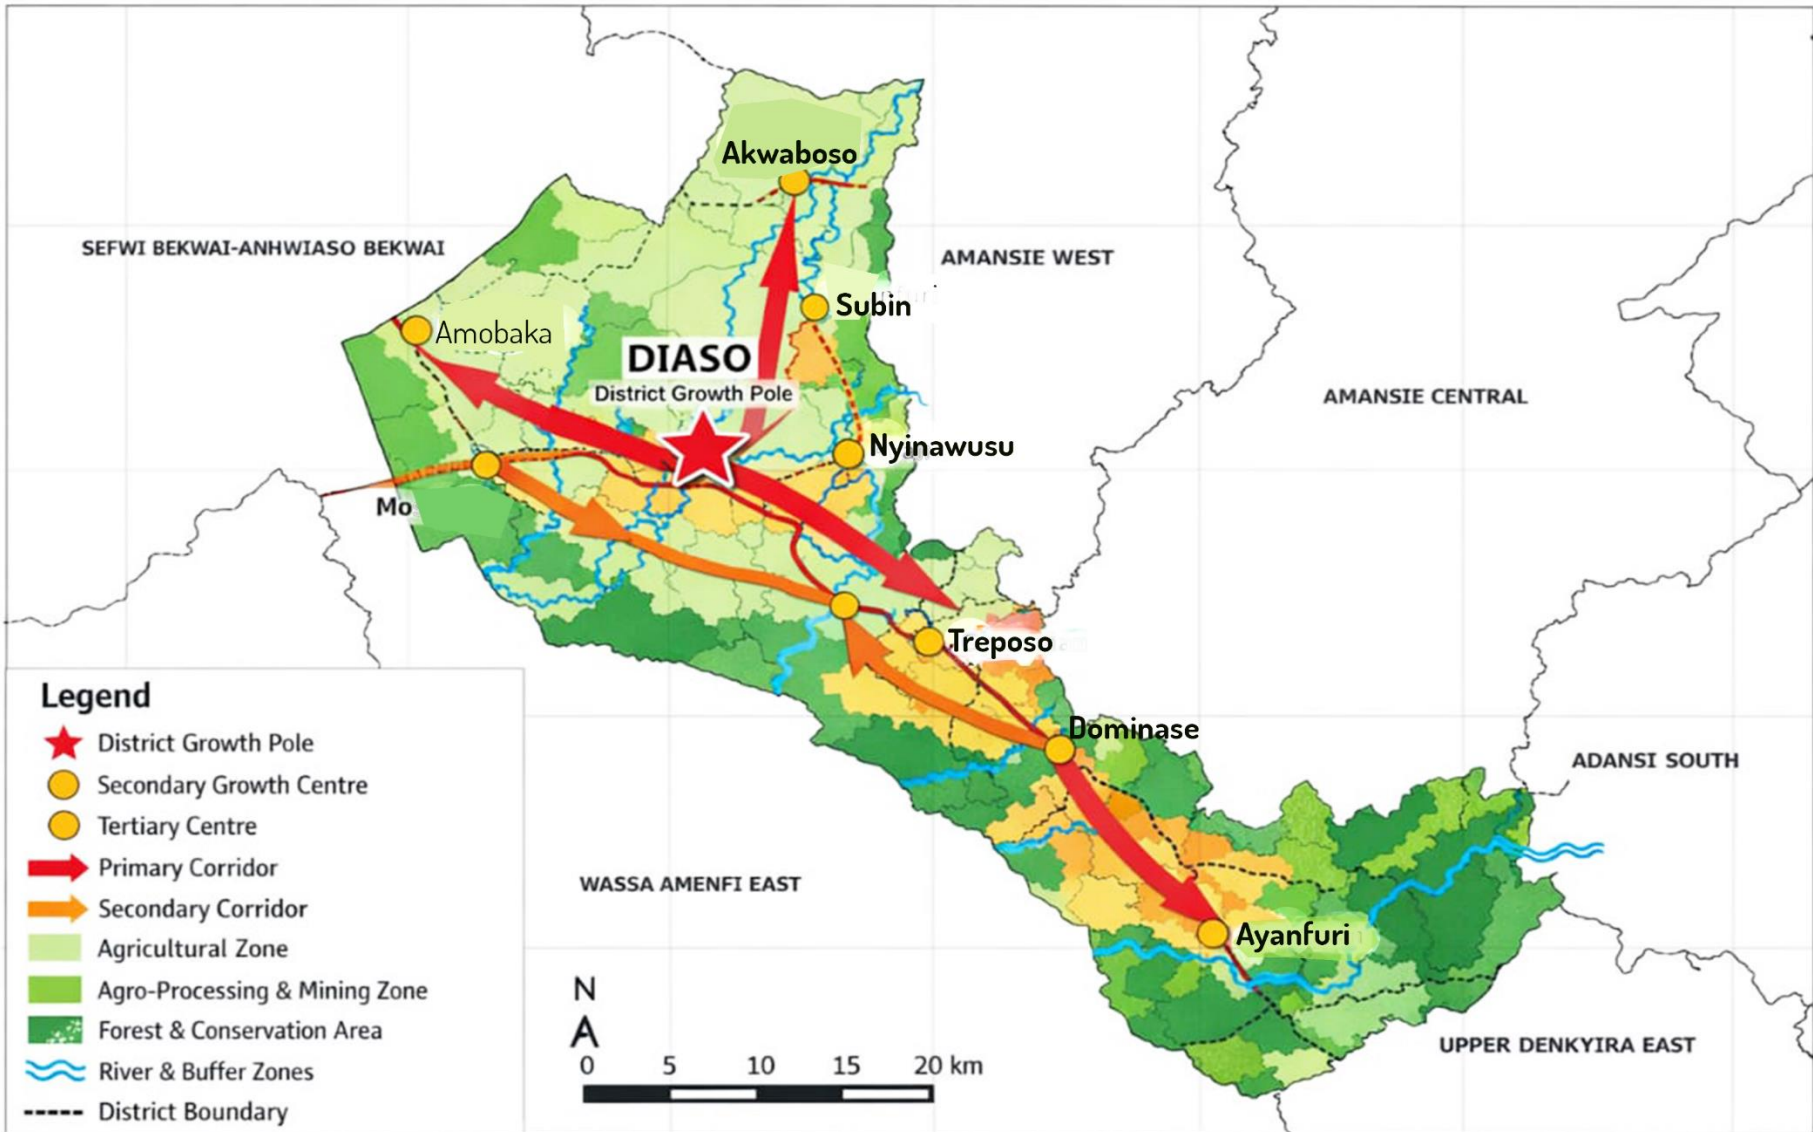 Akwaboso
SEFWI BEKWAI-ANHWIASO BEKWAI
AMANSIE WEST
Subin
Amobaka
DIASO
District Growth Pole
AMANSIE CENTRAL
Nyinawusu
Mo
Treposo
Dominase
ADANSI SOUTH
WASSA AMENFI EAST
Ayanfuri
UPPER DENKYIRA EAST
Legend
District Growth Pole
Secondary Growth Centre
Tertiary Centre
Primary Corridor
Secondary Corridor
Agricultural Zone
Agro-Processing & Mining Zone
Forest & Conservation Area
River & Buffer Zones
District Boundary
N
0 5 10 15 20 km